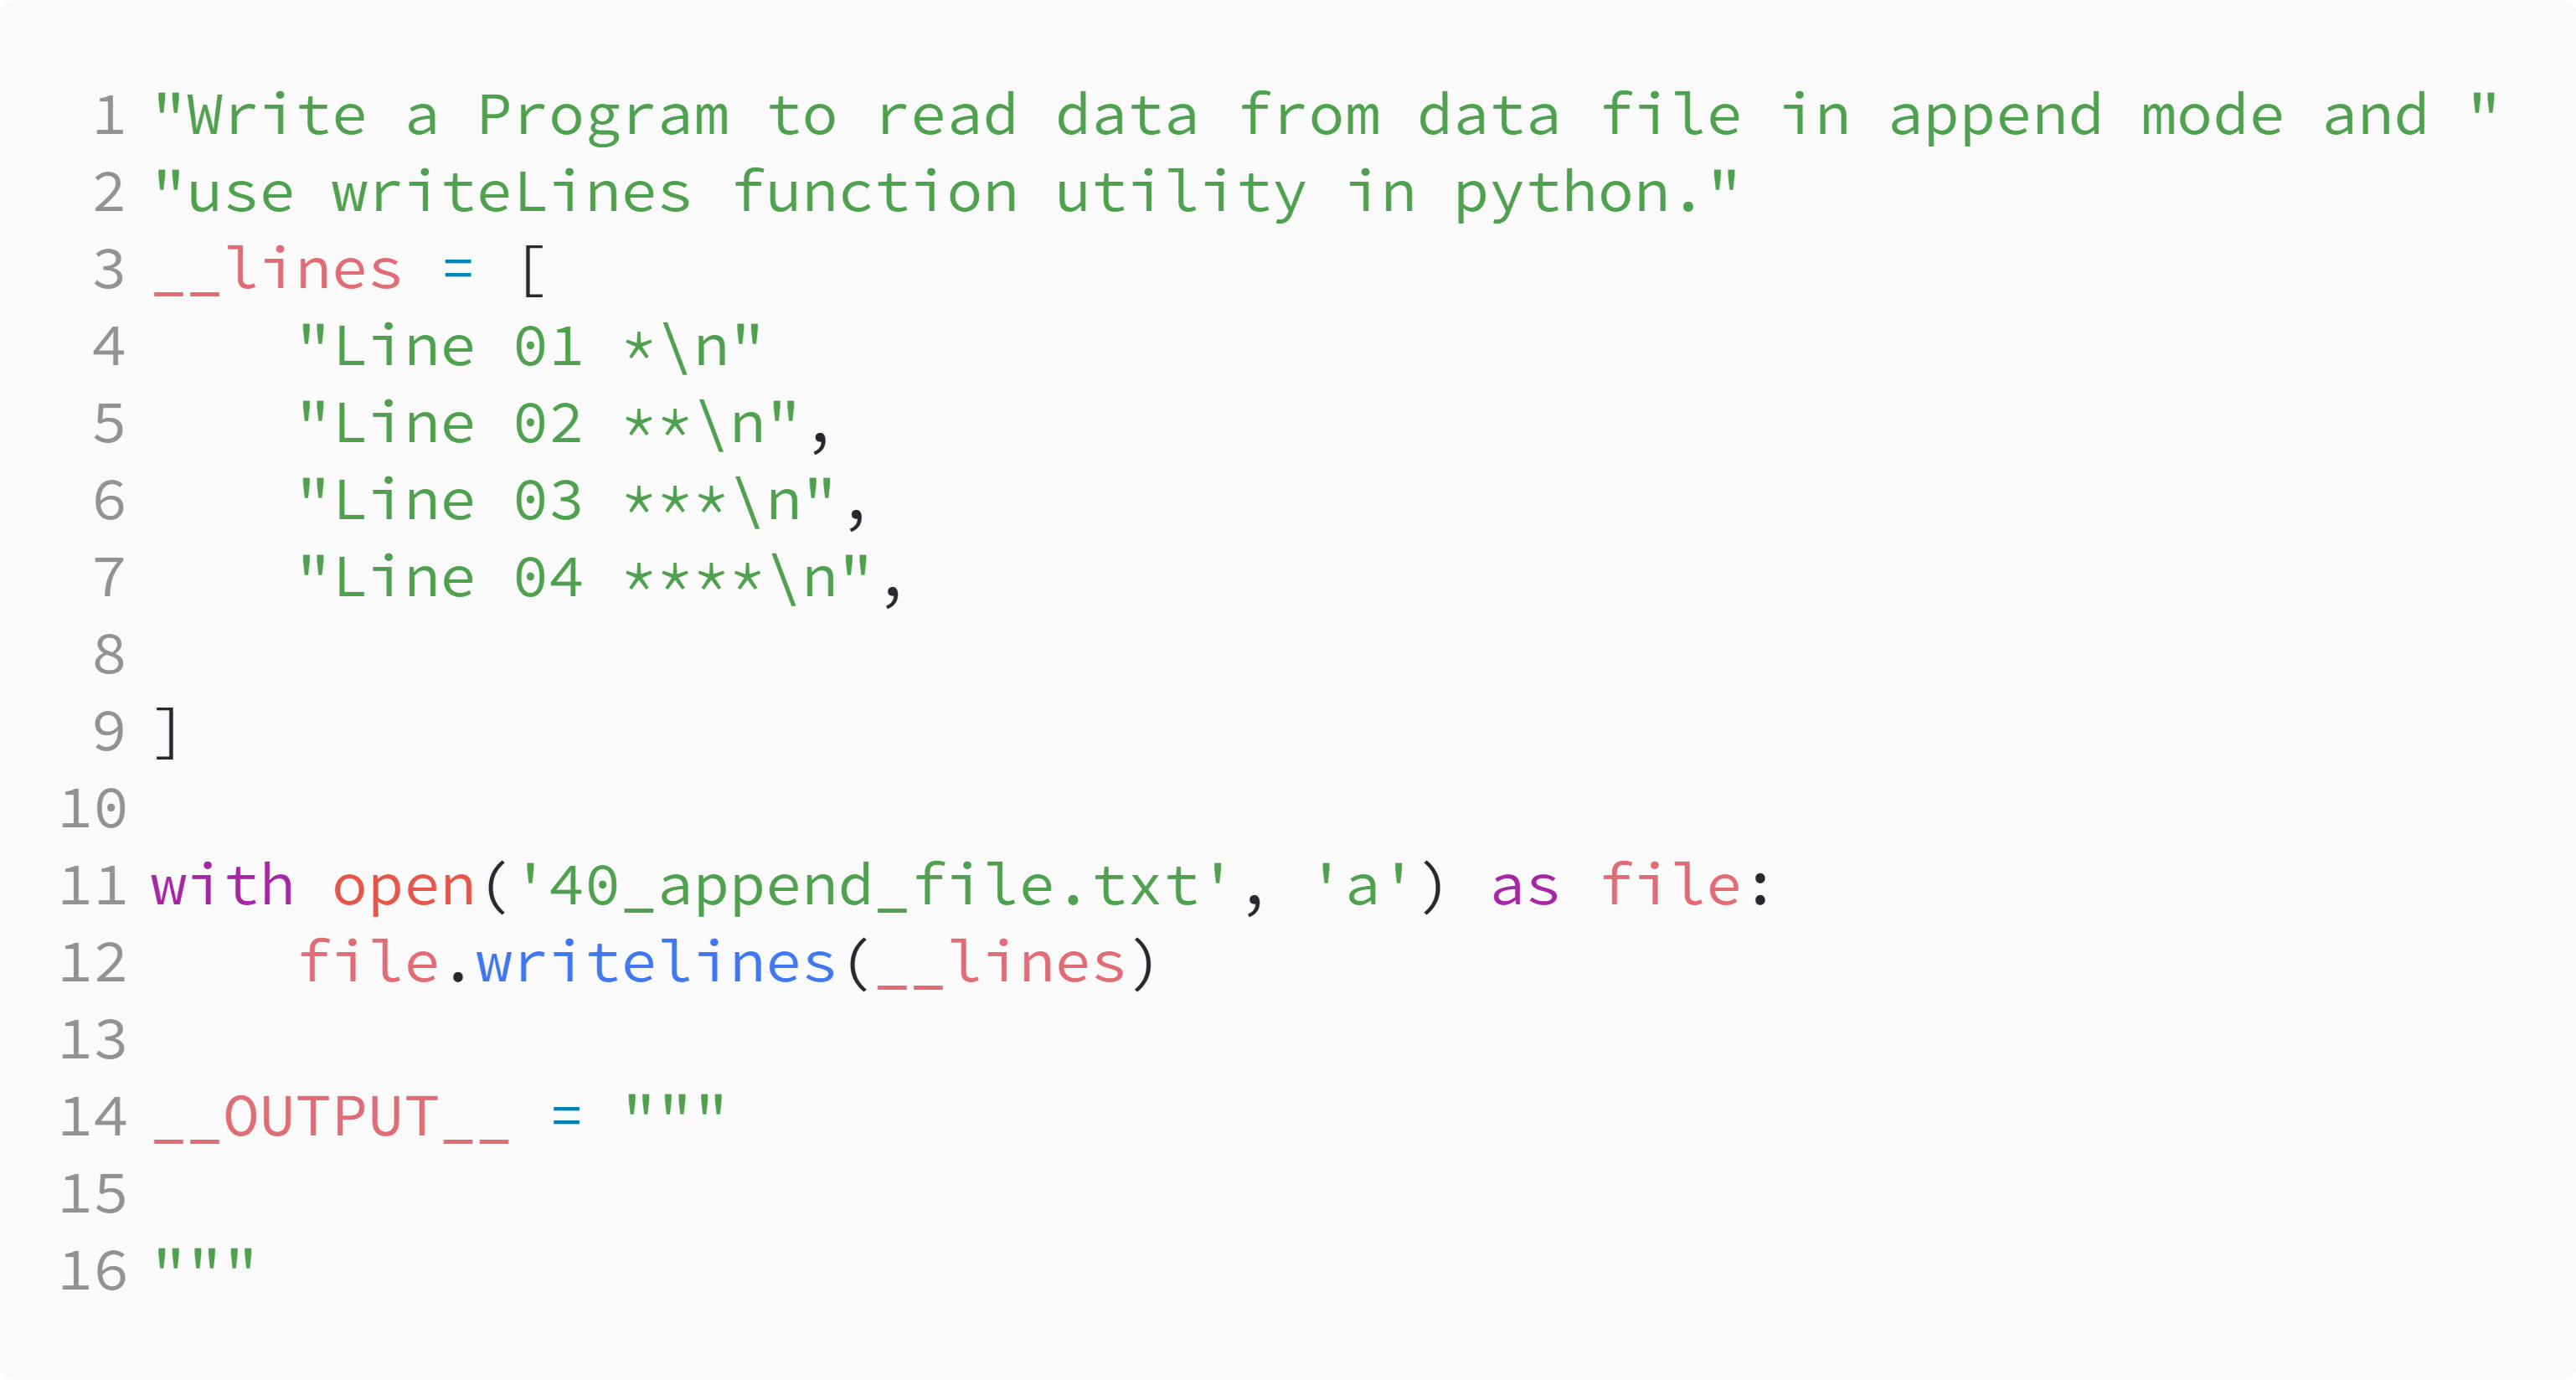 1 "Write a Program to read data from data file in append mode and "
2 "use writeLines function utility in python."
3 __lines = [
4     "Line 01 *\n"
5     "Line 02 **\n",
6     "Line 03 ***\n",
7     "Line 04 ****\n",
8
9 ]
10
11 with open('40_append_file.txt', 'a') as file:
12     file.writelines(__lines)
13
14 __OUTPUT__ = """
15
16 """